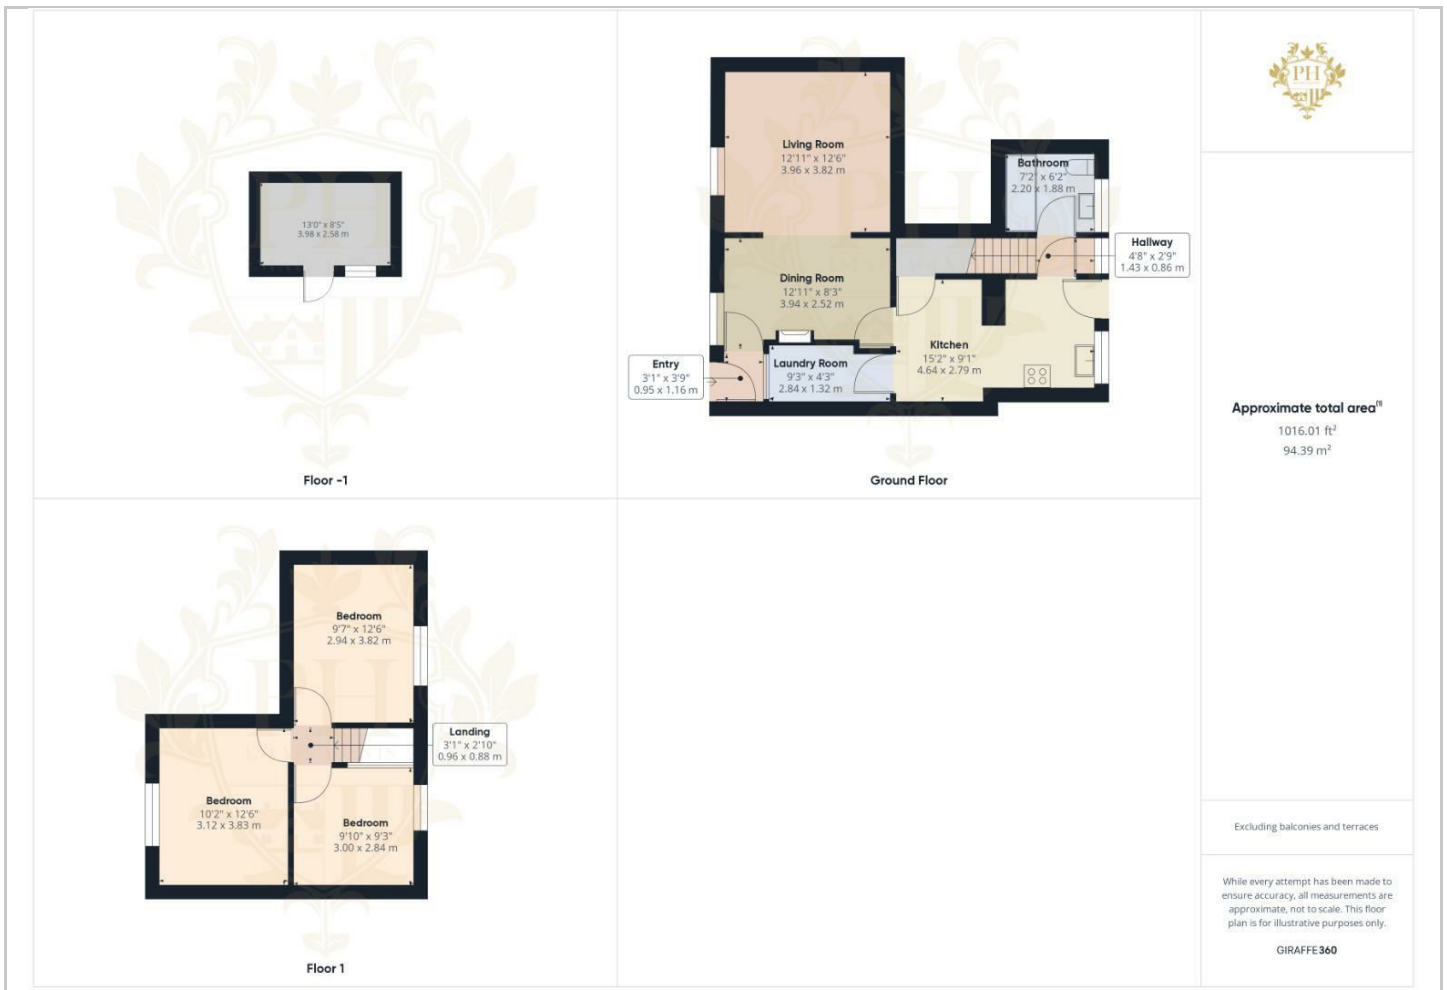 13'0" x 8'5"
3.98 x 2.58 m
Floor -1
Living Room
12'11" x 12'6"
3.96 x 3.82 m
Bathroom
7'2" x 6'2"
2.20 x 1.88 m
Hallway
4'8" x 2'9"
1.43 x 0.86 m
Dining Room
12'11" x 8'3"
3.94 x 2.52 m
Kitchen
15'2" x 9'1"
4.64 x 2.79 m
Entry
3'1" x 3'9"
0.95 x 1.16 m
Laundry Room
9'3" x 4'3"
2.84 x 1.32 m
Ground Floor
Bedroom
9'7" x 12'6"
2.94 x 3.82 m
Landing
3'1" x 2'10"
0.96 x 0.88 m
Bedroom
10'2" x 12'6"
3.12 x 3.83 m
Bedroom
9'10" x 9'3"
3.00 x 2.84 m
Floor 1
PH
Approximate total area(1)
1016.01 ft²
94.39 m²
Excluding balconies and terraces
While every attempt has been made to
ensure accuracy, all measurements are
approximate, not to scale. This floor
plan is for illustrative purposes only.
GIRAFFE360